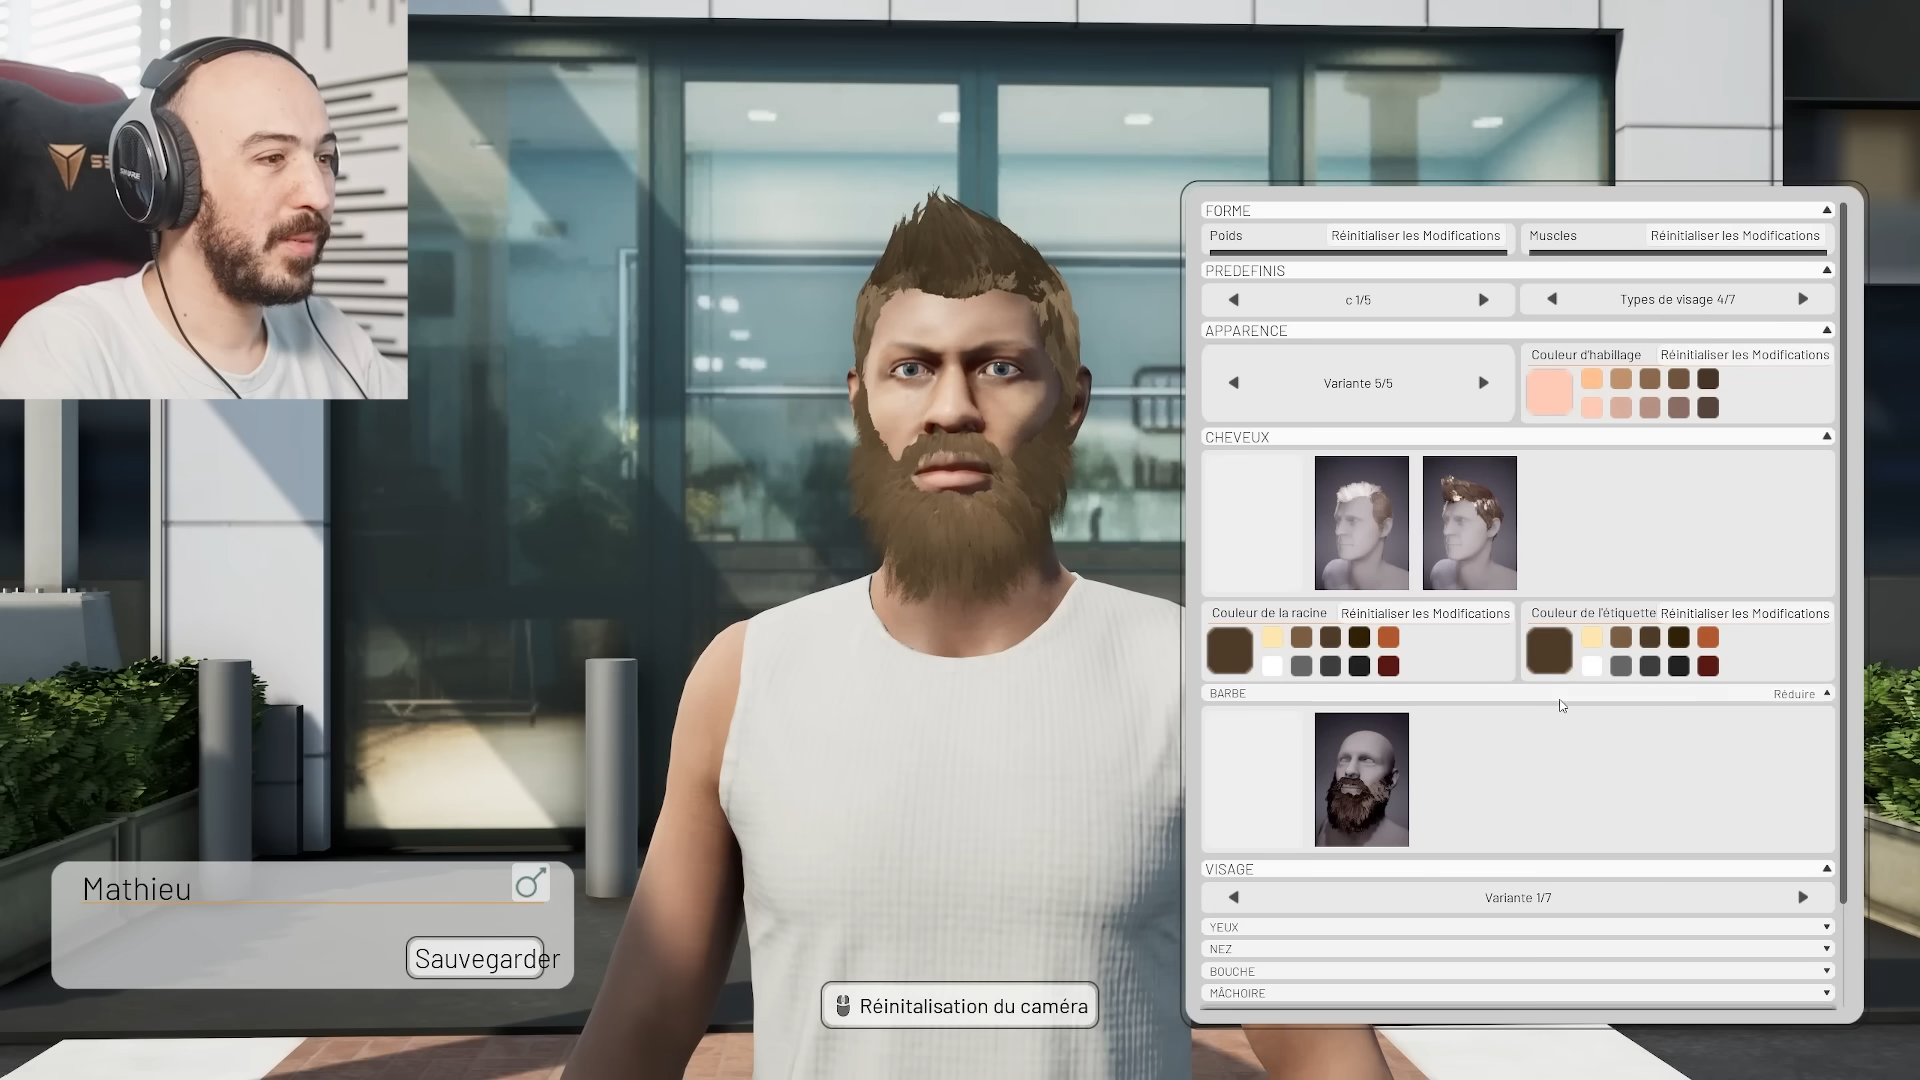 FORME
Poids Réinitialiser les Modifications
Muscles Réinitialiser les Modifications
PREDEFINIS
c 1/5
Types de visage 4/7
APPARENCE
Variante 5/5
Couleur d'habillage Réinitialiser les Modifications
CHEVEUX
Couleur de la racine Réinitialiser les Modifications
Couleur de l'étiquette Réinitialiser les Modifications
BARBE Réduire
VISAGE
Variante 1/7
YEUX
NEZ
BOUCHE
MÂCHOIRE
Mathieu
Sauvegarder
Réinitalisation du caméra